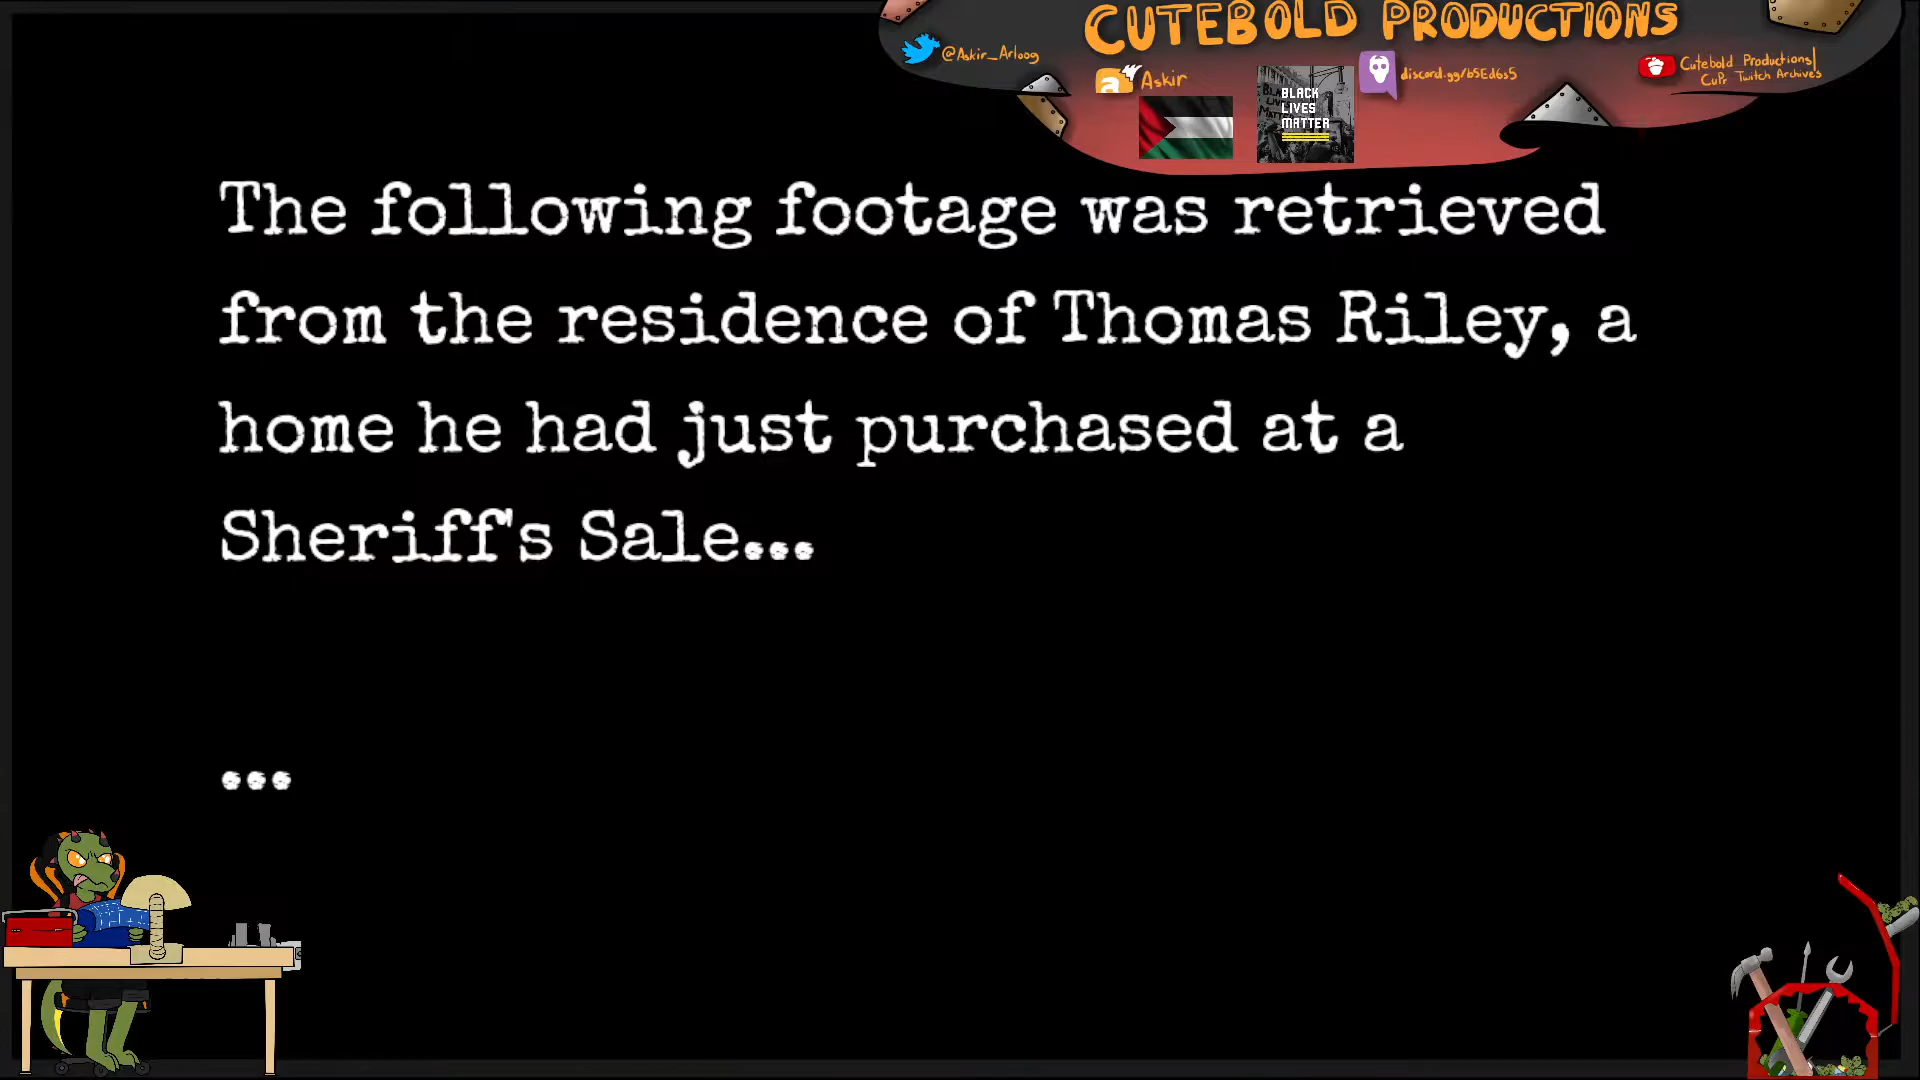 CUTEBOLD PRODUCTIONS
@Askir_Arloog
a Askir
discord.gg/b5Ed6s5
Cutebold Productions|
CuPr Twitch Archives
BLACK
LIVES
MATTER
The following footage was retrieved
from the residence of Thomas Riley, a
home he had just purchased at a
Sheriff's Sale...
...